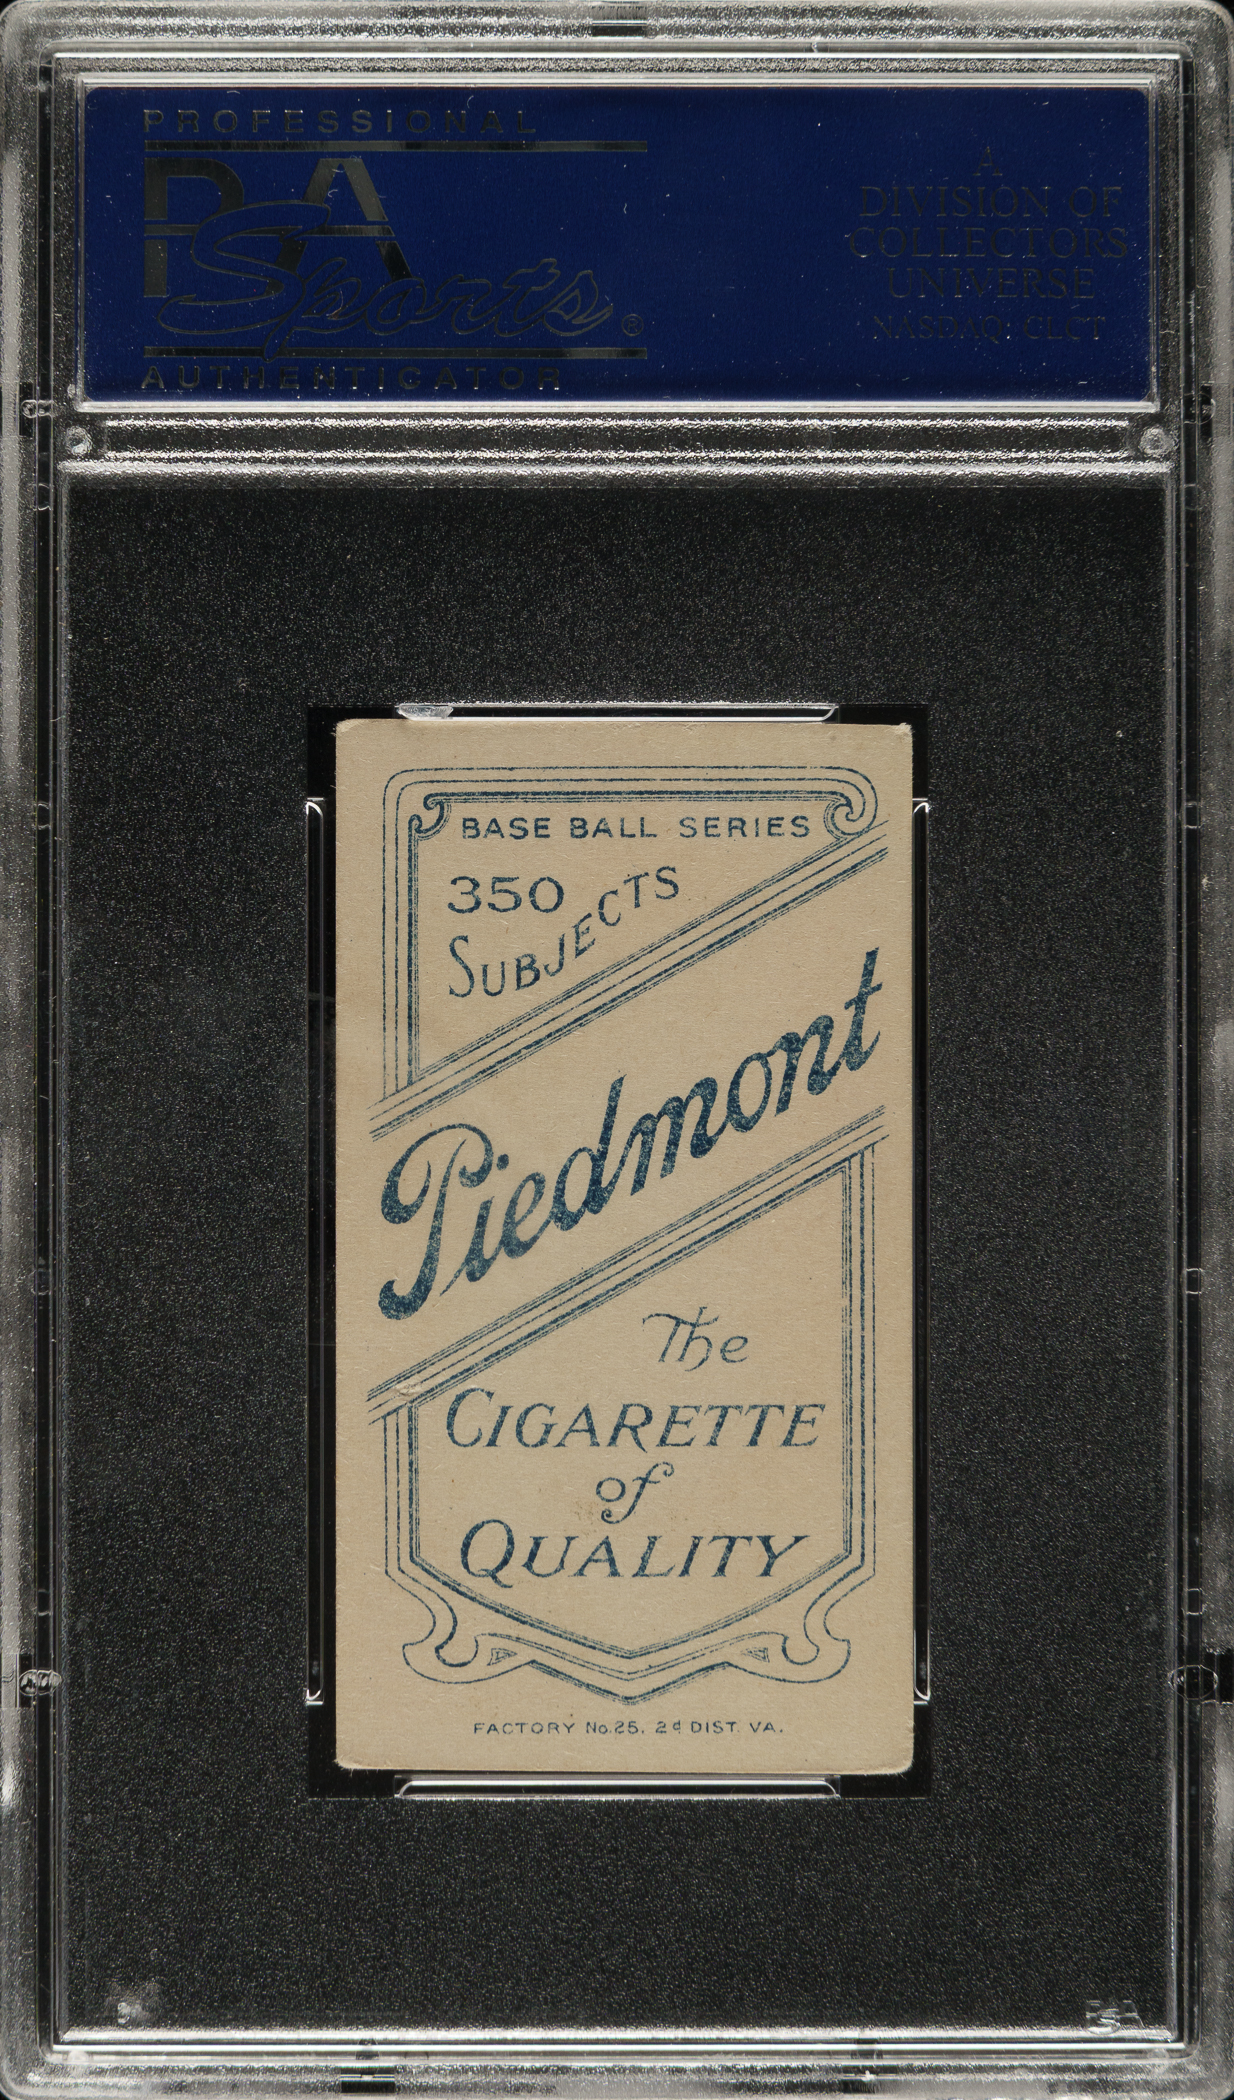 PROFESSIONAL
PSA
Sports®
AUTHENTICATOR
A
DIVISION OF
COLLECTORS
UNIVERSE
NASDAQ: CLCT
BASE BALL SERIES
350
SUBJECTS
Piedmont
The
CIGARETTE
of
QUALITY
FACTORY No. 25. 2d DIST. VA.
PSA